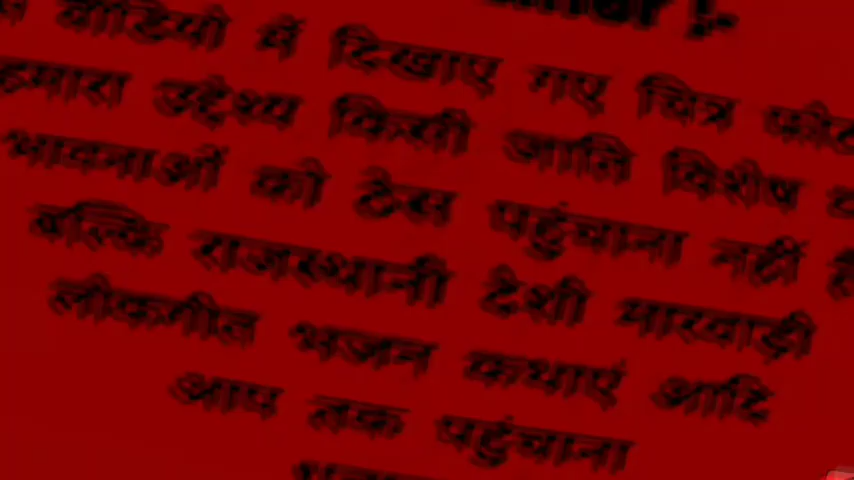 वीडियो में दिखाए गए चित्र
हमारा उद्देश्य किसी जाति विशेष
भावनाओं को ठेस पहुंचाना नहीं
बल्कि राजस्थानी देशी मारवाड़ी
लोकगीत भजन कथाएं आदि
आप तक पहुंचाना